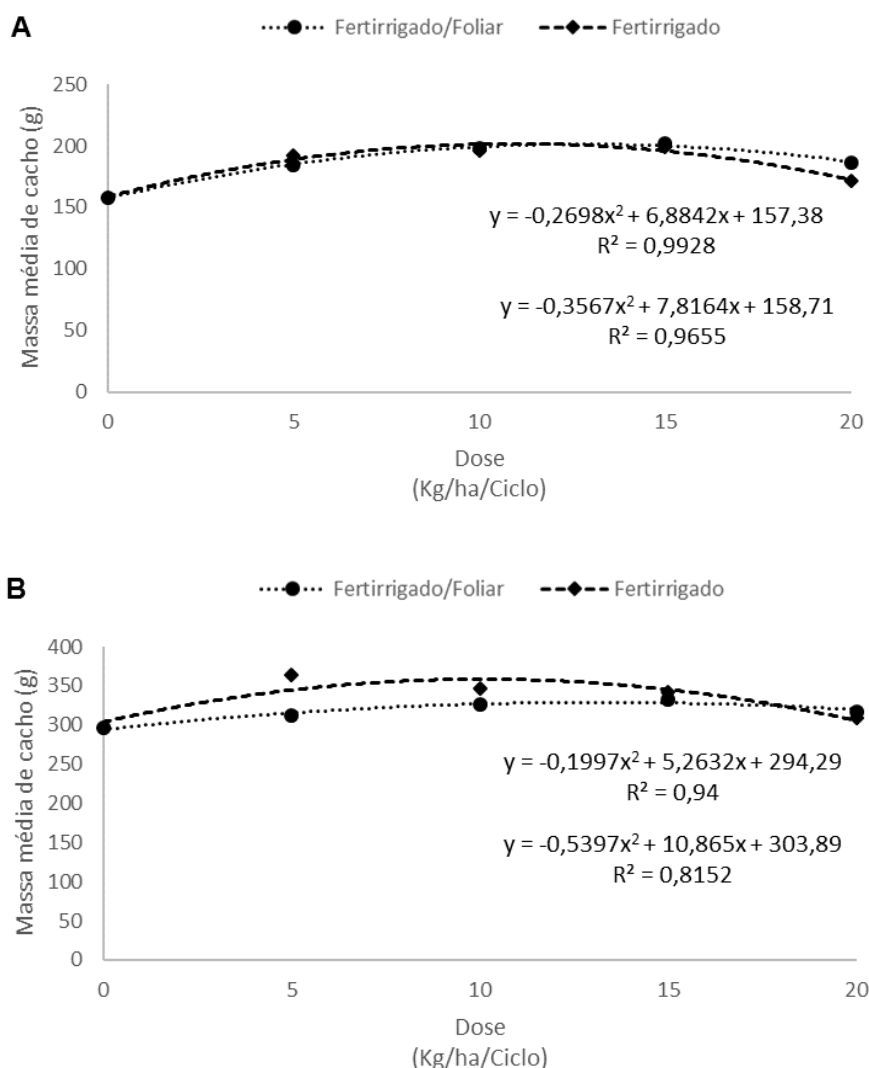 A
Fertirrigado/Foliar Fertirrigado
Massa média de cacho (g)
250
200
150
100
50
0
y = -0,2698x² + 6,8842x + 157,38
R² = 0,9928
y = -0,3567x² + 7,8164x + 158,71
R² = 0,9655
0 5 10 15 20
Dose
(Kg/ha/Ciclo)
B
Fertirrigado/Foliar Fertirrigado
Massa média de cacho (g)
400
350
300
250
200
150
100
50
0
y = -0,1997x² + 5,2632x + 294,29
R² = 0,94
y = -0,5397x² + 10,865x + 303,89
R² = 0,8152
0 5 10 15 20
Dose
(Kg/ha/Ciclo)